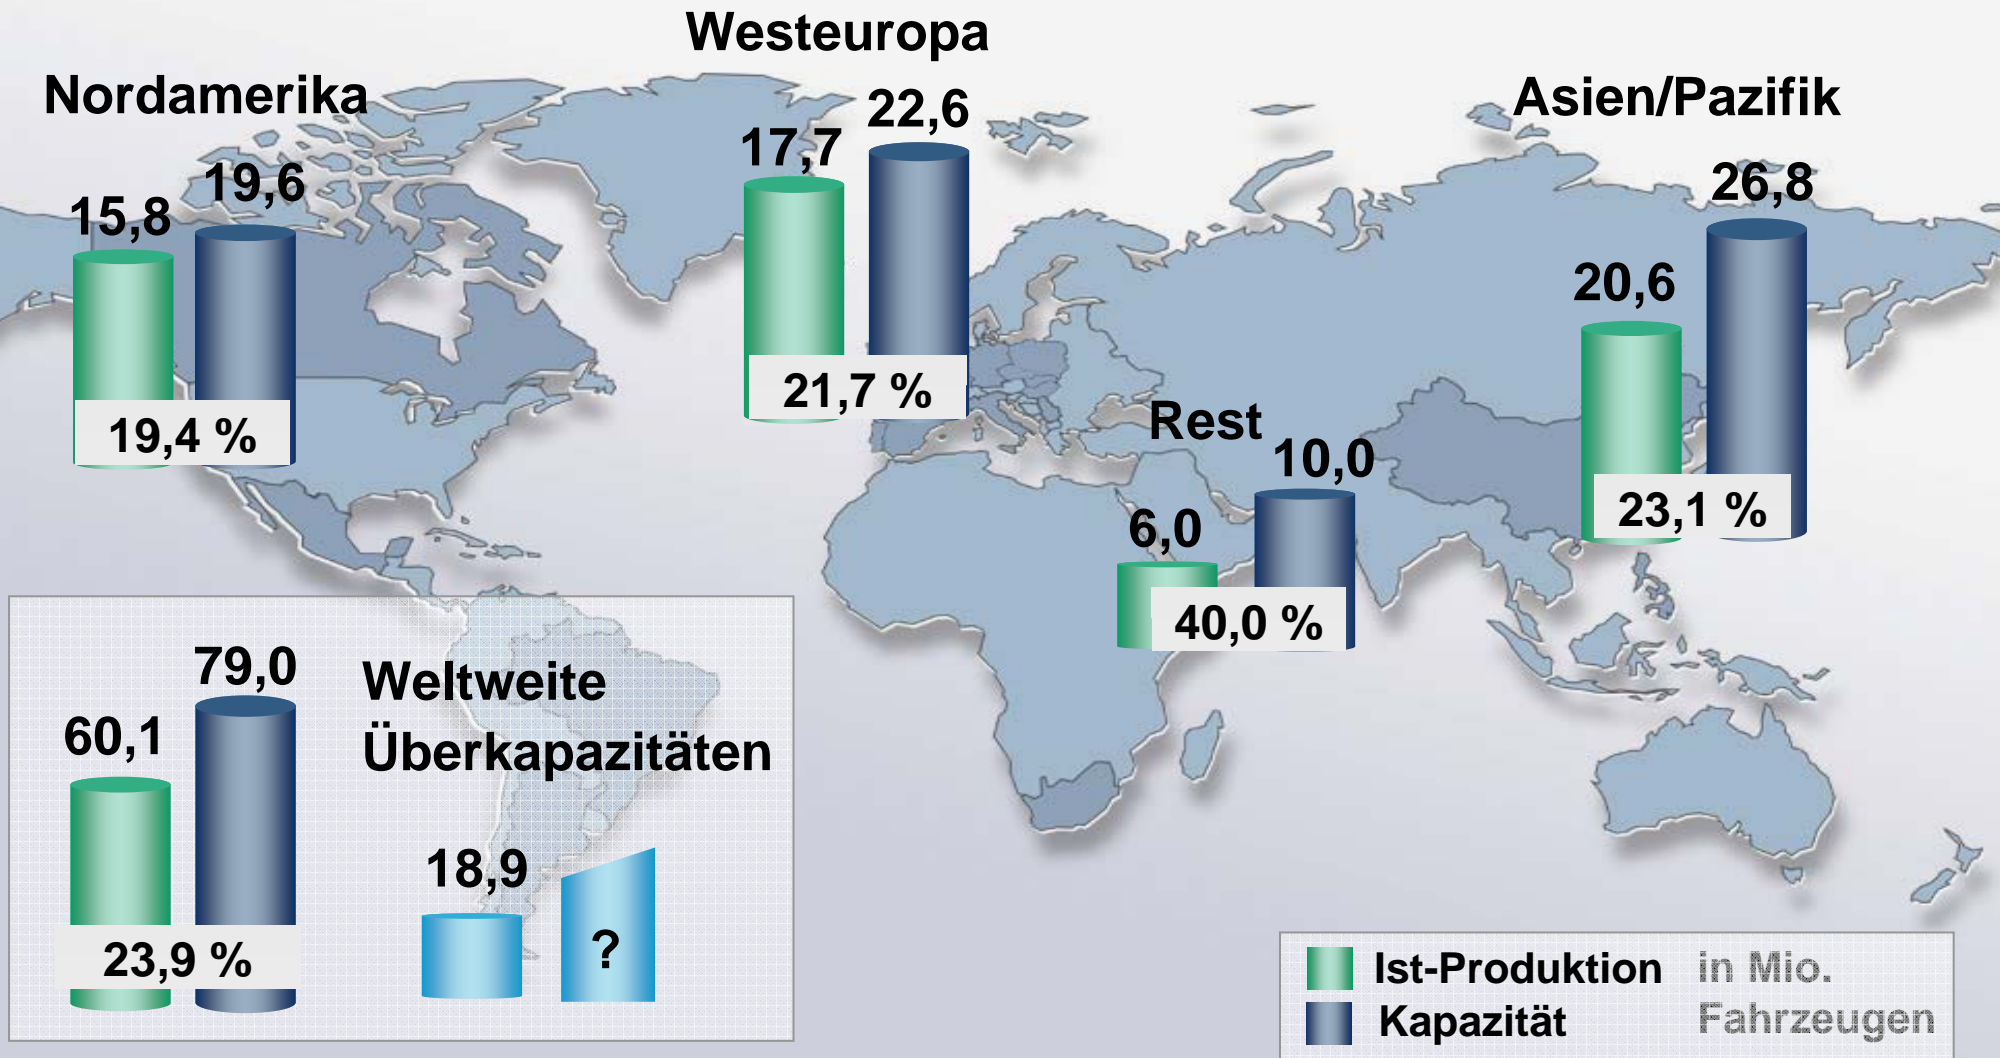 Westeuropa
Nordamerika
Asien/Pazifik
22,6
17,7
19,6
15,8
26,8
20,6
21,7 %
19,4 %
Rest
10,0
6,0
23,1 %
40,0 %
79,0
60,1
Weltweite
Überkapazitäten
18,9
?
23,9 %
Ist-Produktion in Mio.
Kapazität Fahrzeugen